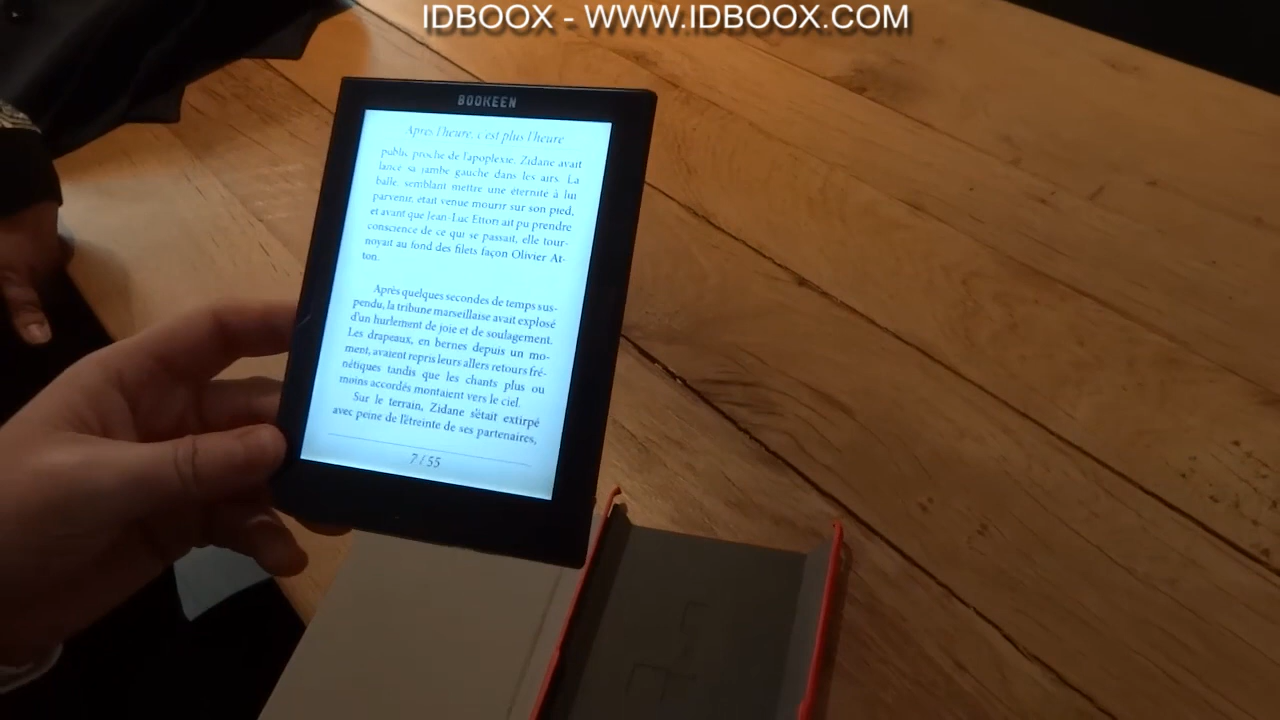 IDBOOX - WWW.IDBOOX.COM
BOOKEEN
Après l'heure, c'est plus l'heure
public proche de l'apoplexie. Zidane avait
lancé sa jambe gauche dans les airs. La
balle, semblant mettre une éternité à lui
parvenir, était venue mourir sur son pied,
et avant que Jean-Luc Ettori ait pu prendre
conscience de ce qui se passait, elle tour-
noyait au fond des filets façon Olivier At-
ton.
Après quelques secondes de temps sus-
pendu, la tribune marseillaise avait explosé
d'un hurlement de joie et de soulagement.
Les drapeaux, en bernes depuis un mo-
ment, avaient repris leurs allers retours fré-
nétiques tandis que les chants plus ou
moins accordés montaient vers le ciel.
Sur le terrain, Zidane s'était extirpé
avec peine de l'étreinte de ses partenaires,
7 / 55